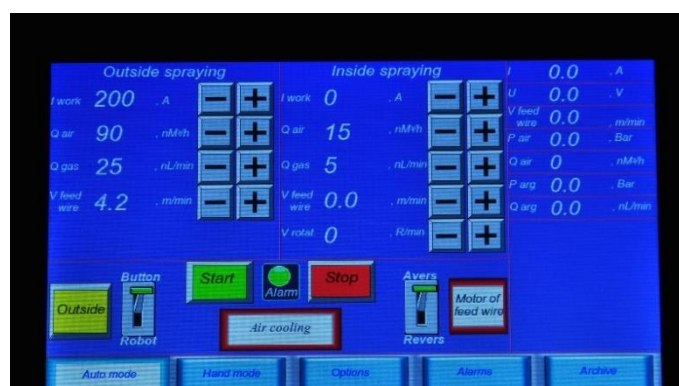 Outside spraying
I work 200 , A
Q air 90 , nM³/h
Q gas 25 , nL/min
V feed wire 4.2 , m/min
Inside spraying
I work 0 , A
Q air 15 , nM³/h
Q gas 5 , nL/min
V feed wire 0.0 , m/min
V rotat 0 , R/min
I 0.0 , A
U 0.0 , V
V feed wire 0.0 , m/min
P air 0.0 , Bar
Q air 0 , nM³/h
P arg 0.0 , Bar
Q arg 0.0 , nL/min
Outside
Button
Robot
Start
Alarm
Stop
Air cooling
Avers
Revers
Motor of
feed wire
Auto mode
Hand mode
Options
Alarms
Archive